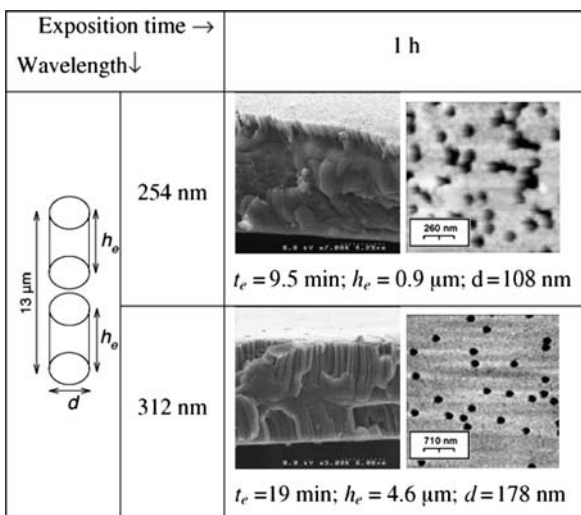 Exposition time →
Wavelength↓
1 h
13 μm
h_e
h_e
d
254 nm
260 nm
t_e = 9.5 min; h_e = 0.9 μm; d=108 nm
312 nm
710 nm
t_e =19 min; h_e = 4.6 μm; d=178 nm